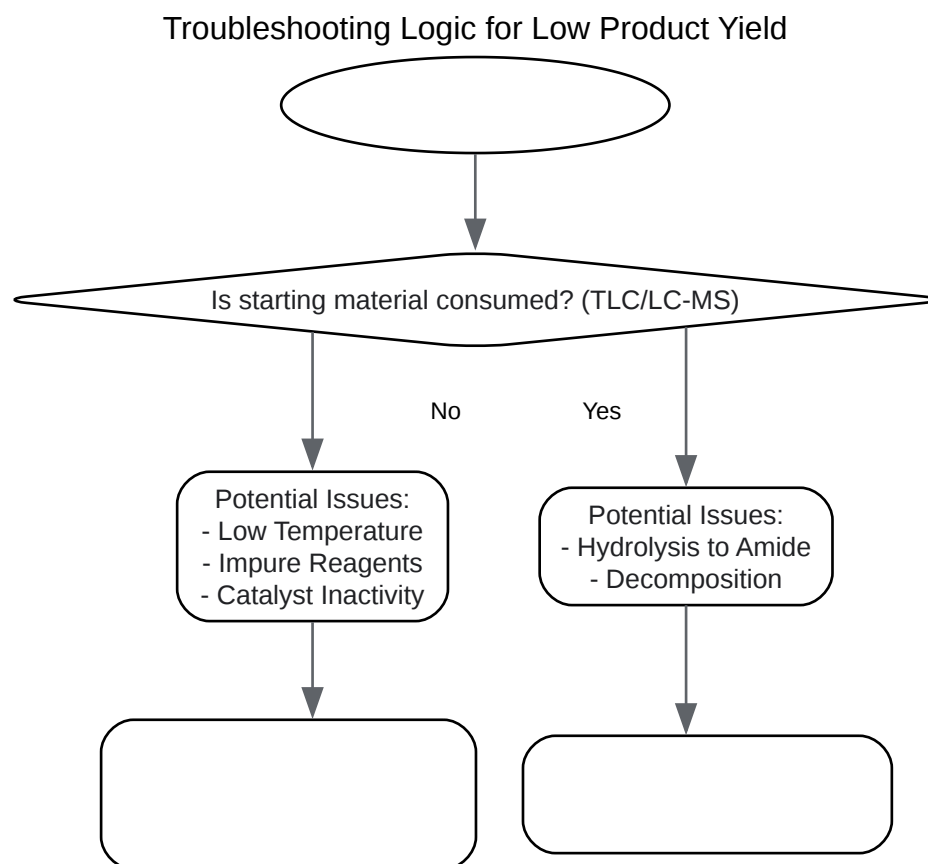 Troubleshooting Logic for Low Product Yield
Is starting material consumed? (TLC/LC-MS)
No
Yes
Potential Issues:
- Low Temperature
- Impure Reagents
- Catalyst Inactivity
Potential Issues:
- Hydrolysis to Amide
- Decomposition